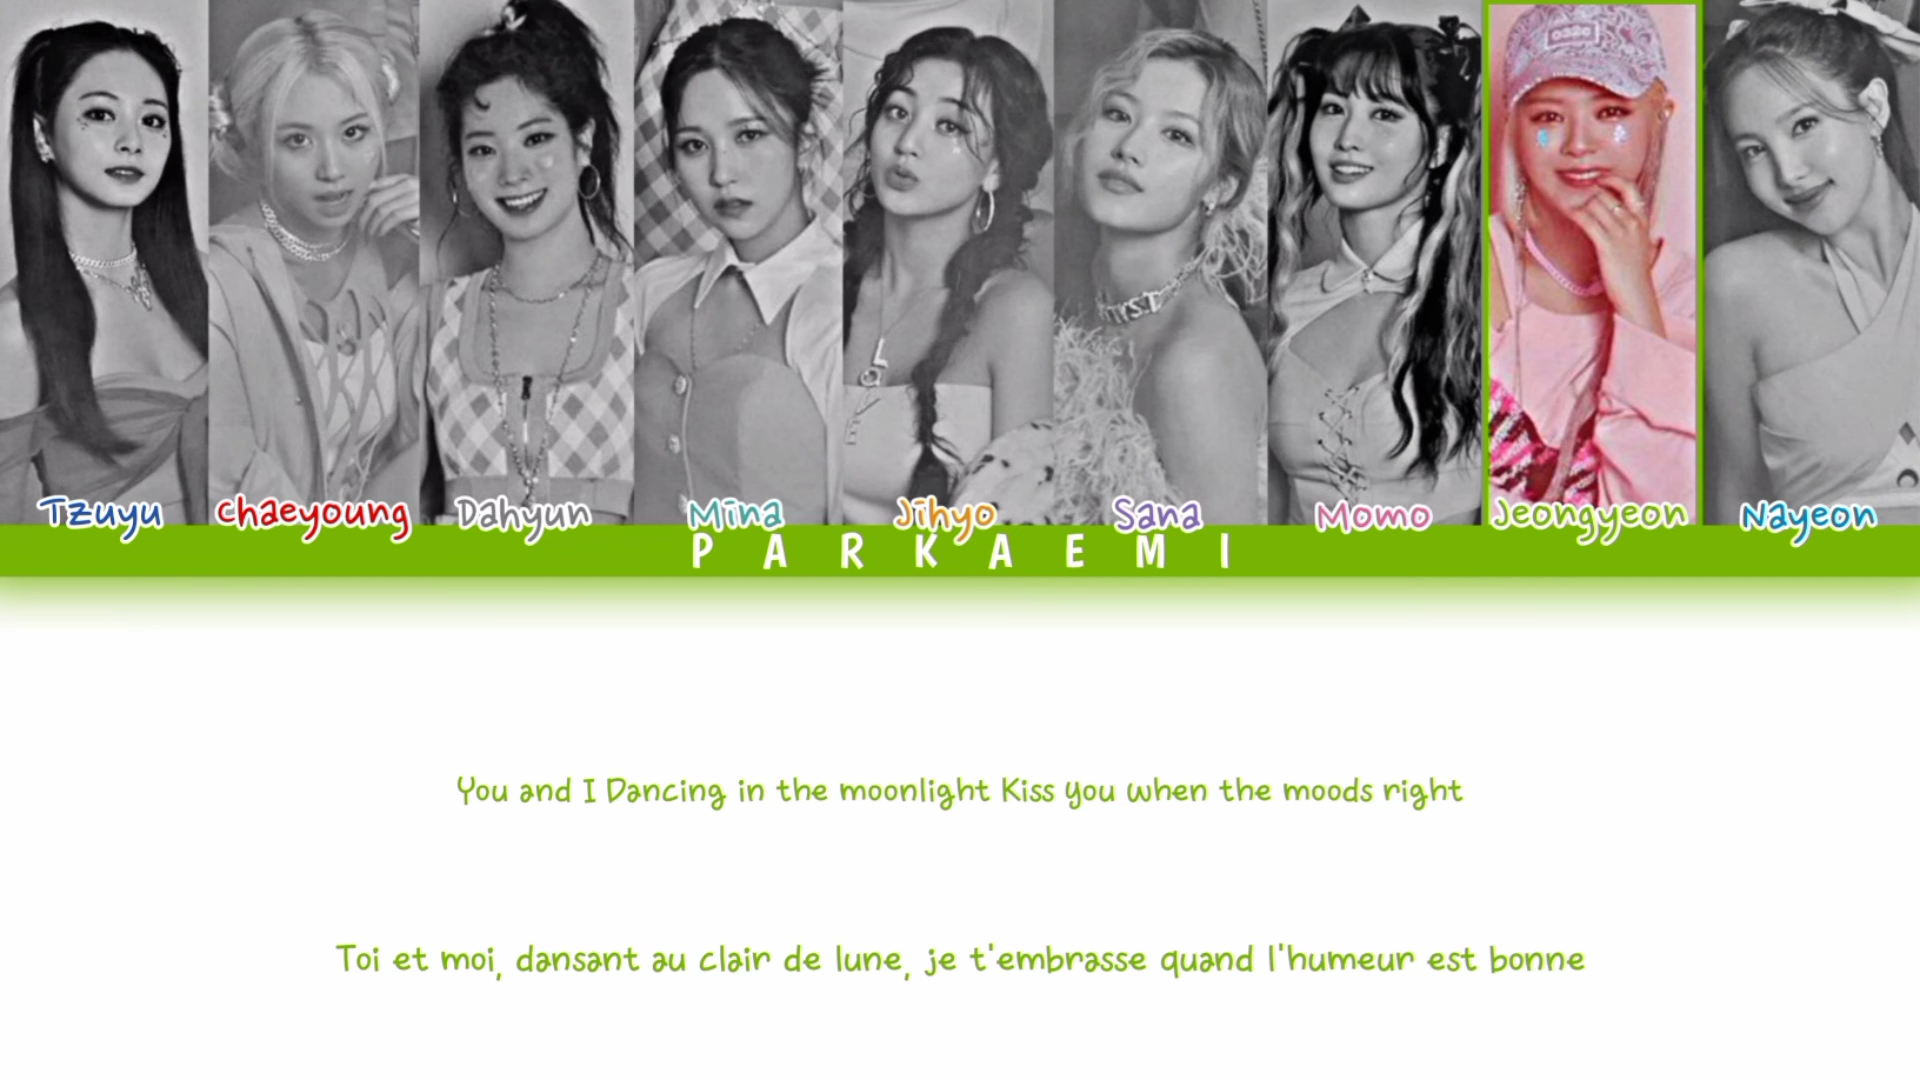 Tzuyu
Chaeyoung
Dahyun
Mina
Jihyo
Sana
Momo
Jeongyeon
Nayeon
PARKAEMI
You and I Dancing in the moonlight Kiss you when the moods right
Toi et moi, dansant au clair de lune, je t'embrasse quand l'humeur est bonne